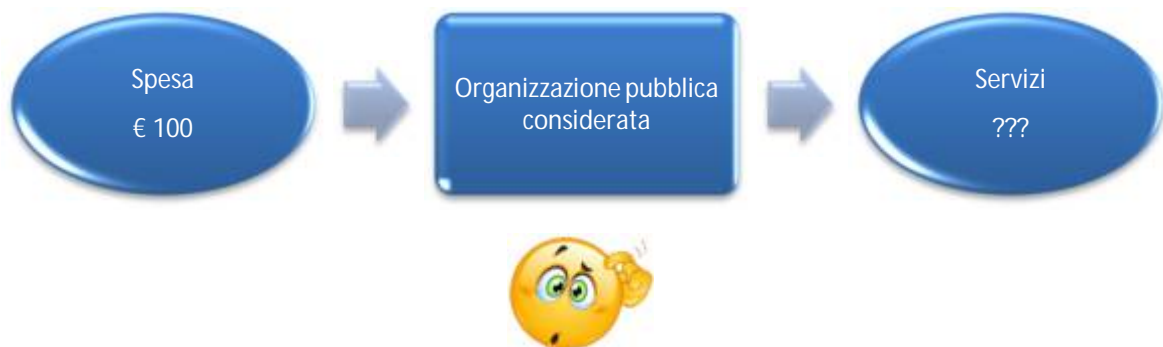 Spesa
€ 100
Organizzazione pubblica
considerata
Servizi
???